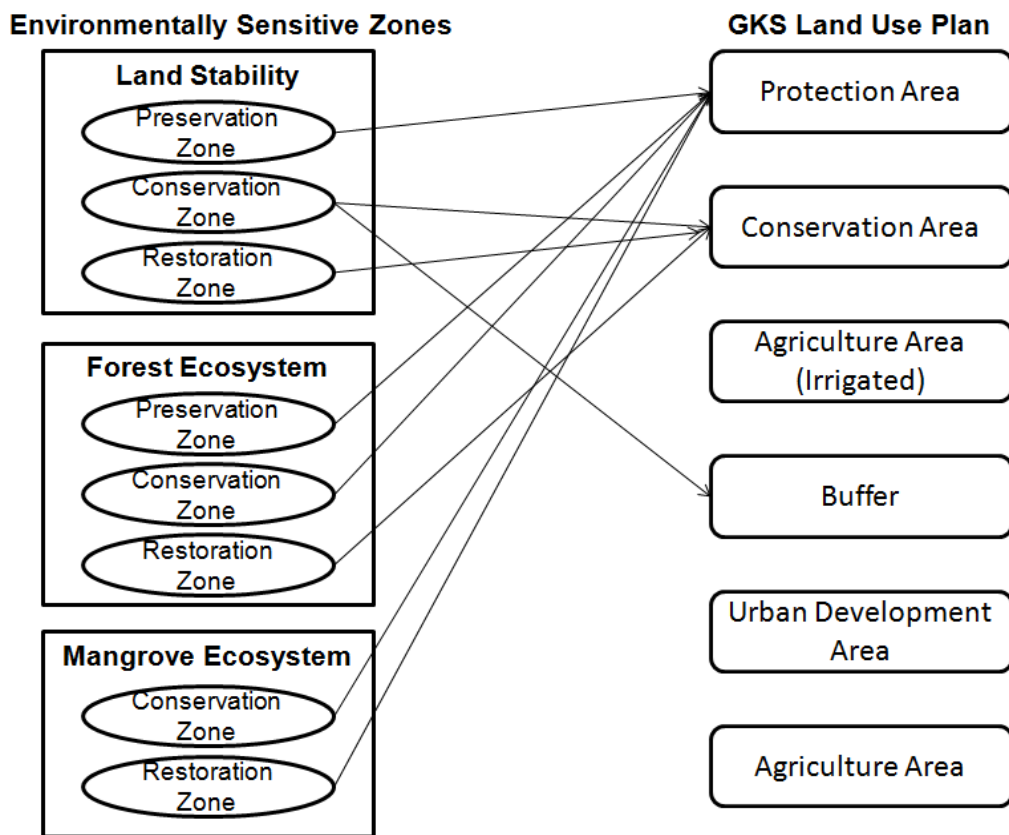 Environmentally Sensitive Zones
Land Stability
Preservation
Zone
Conservation
Zone
Restoration
Zone
Forest Ecosystem
Preservation
Zone
Conservation
Zone
Restoration
Zone
Mangrove Ecosystem
Conservation
Zone
Restoration
Zone
GKS Land Use Plan
Protection Area
Conservation Area
Agriculture Area
(Irrigated)
Buffer
Urban Development
Area
Agriculture Area